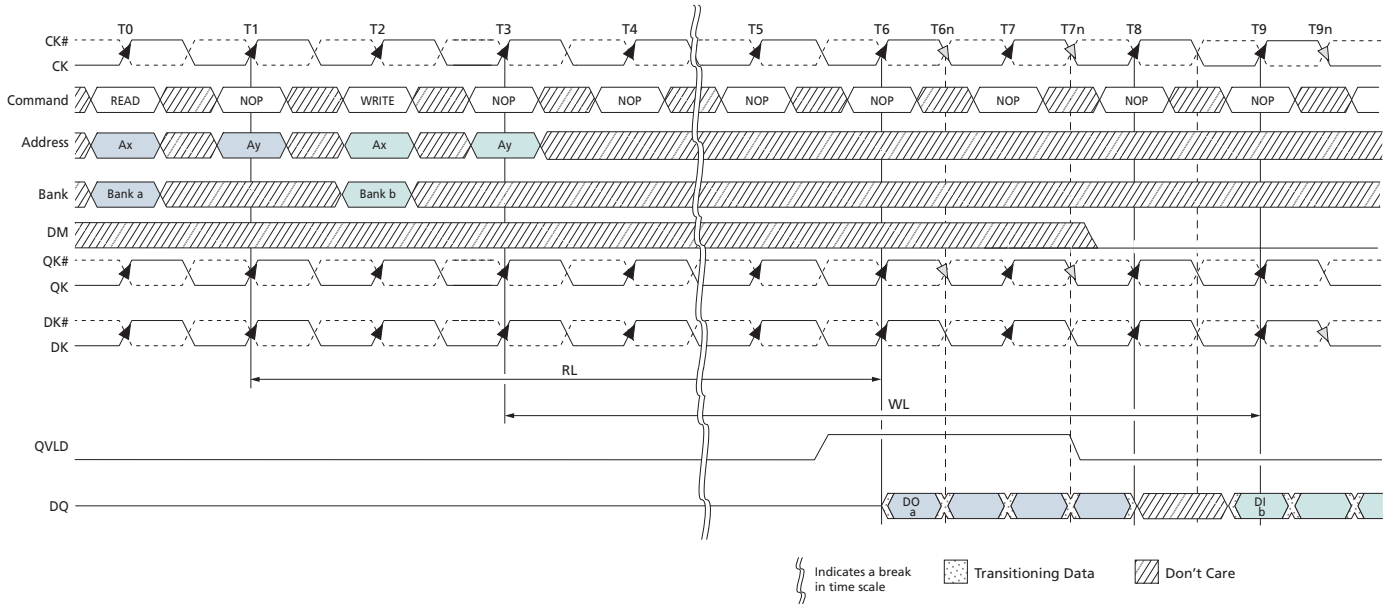 T0 T1 T2 T3 T4 T5 T6 T6n T7 T7n T8 T9 T9n
CK#
CK
Command READ NOP WRITE NOP NOP NOP NOP NOP NOP NOP
Address Ax Ay Ax Ay
Bank Bank a Bank b
DM
QK#
QK
DK#
DK
RL
WL
QVLD
DQ DO a DI b
Indicates a break
in time scale
Transitioning Data
Don't Care